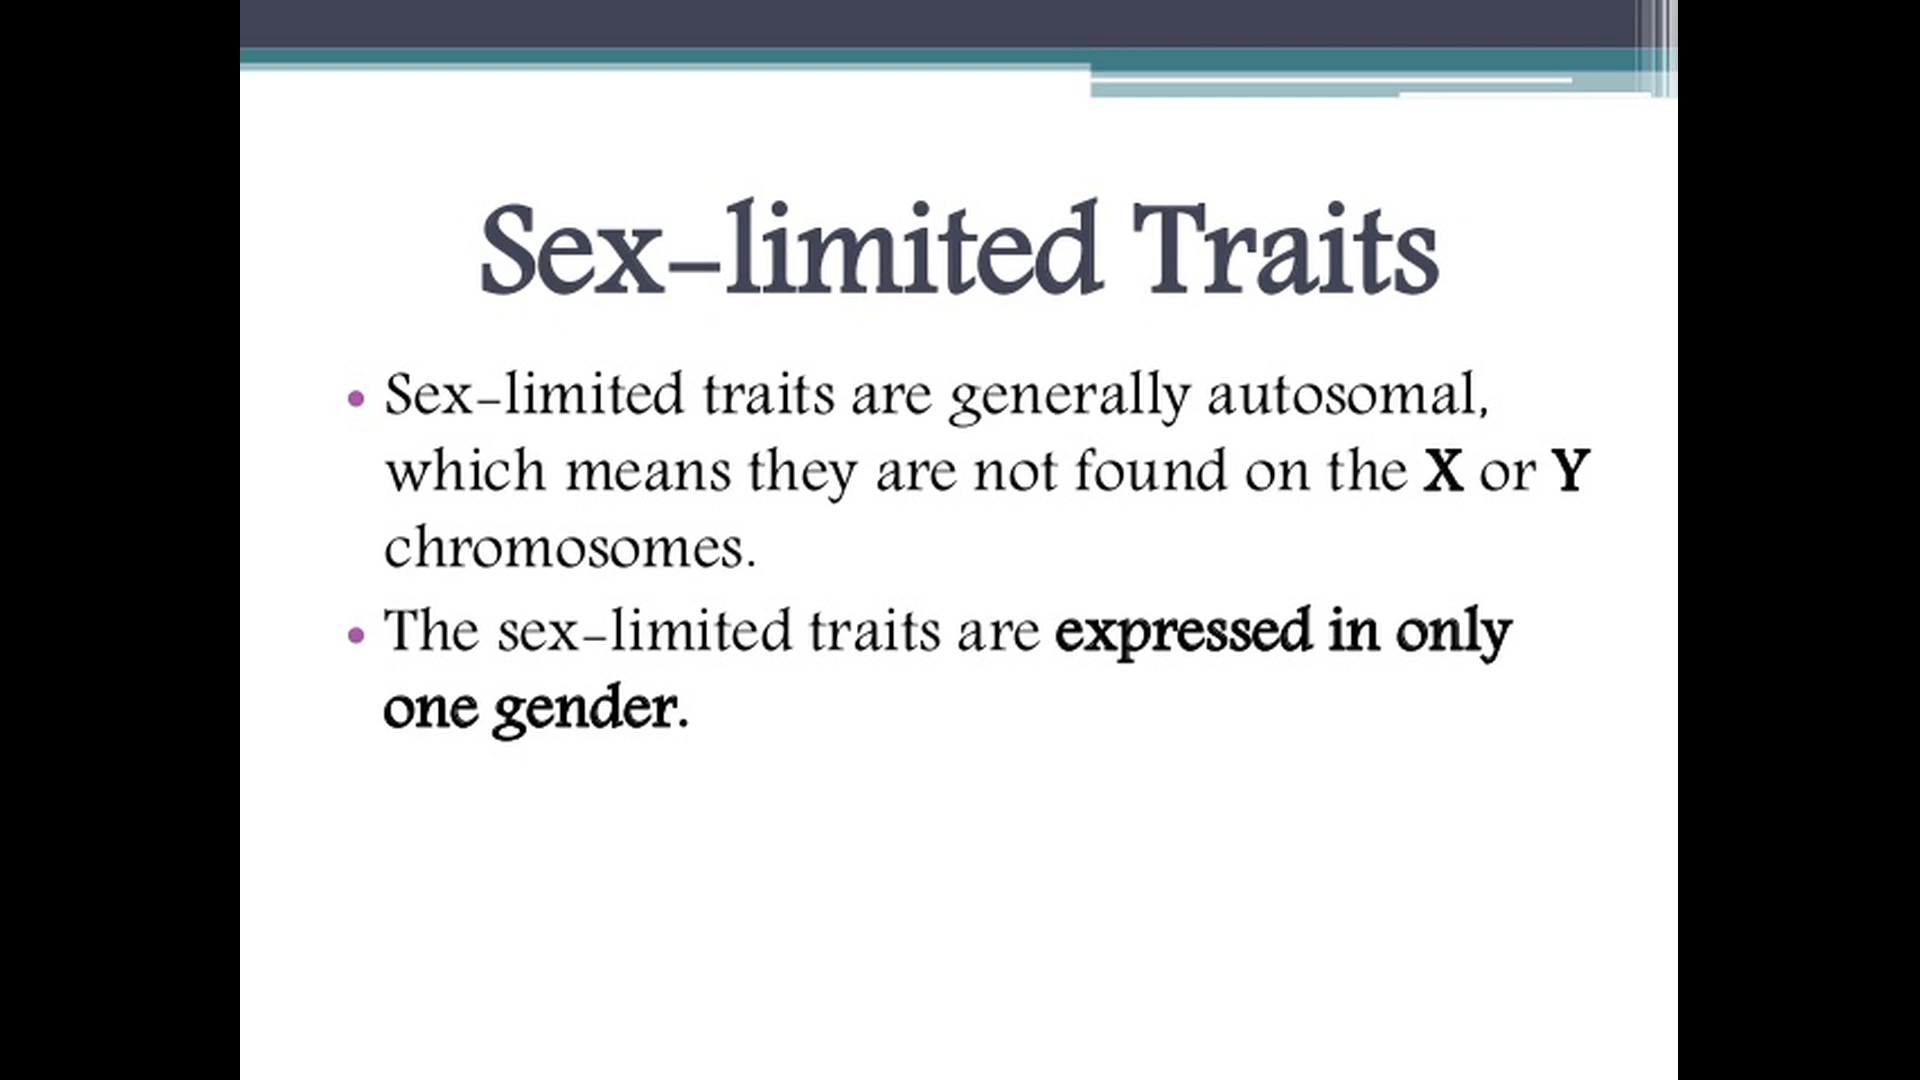 Sex-limited Traits
• Sex-limited traits are generally autosomal,
which means they are not found on the X or Y
chromosomes.
• The sex-limited traits are expressed in only
one gender.